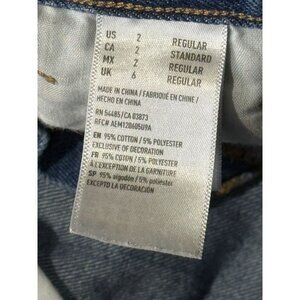 US 2 REGULAR
CA 2 STANDARD
MX 2 REGULAR
UK 6 REGULAR
MADE IN CHINA / FABRIQUÉ EN CHINE /
HECHO EN CHINA
RN 54485/CA 03873
RFC# AEM1206605U9A
EN 95% COTTON / 5% POLYESTER
EXCLUSIVE OF DECORATION
FR 95% COTON / 5% POLYESTER
À L'EXCEPTION DE LA GARNITURE
SP 95% algodón / 5% poliéster
EXCEPTO LA DECORACIÓN